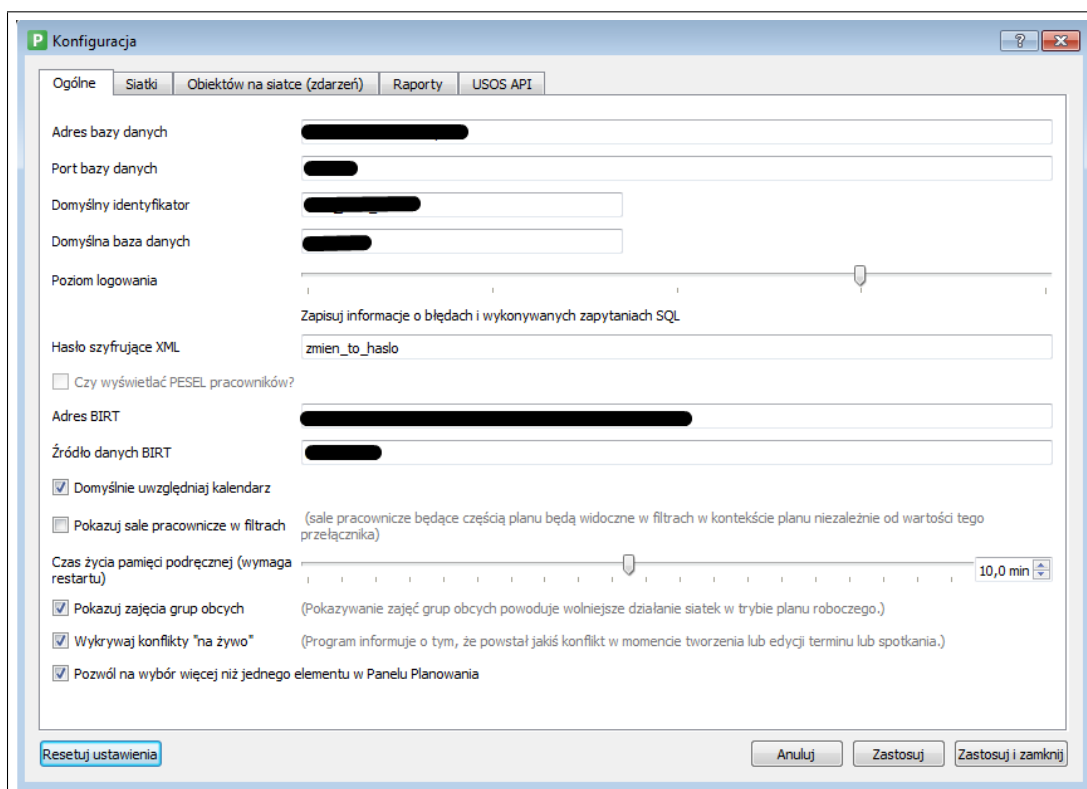 Konfiguracja
Ogólne Siatki Obiektów na siatce (zdarzeń) Raporty USOS API
Adres bazy danych
Port bazy danych
Domyślny identyfikator
Domyślna baza danych
Poziom logowania
Zapisuj informacje o błędach i wykonywanych zapytaniach SQL
Hasło szyfrujące XML zmien_to_haslo
Czy wyświetlać PESEL pracowników?
Adres BIRT
Źródło danych BIRT
Domyślnie uwzględniaj kalendarz
Pokazuj sale pracownicze w filtrach (sale pracownicze będące częścią planu będą widoczne w filtrach w kontekście planu niezależnie od wartości tego
przełącznika)
Czas życia pamięci podręcznej (wymaga
restartu) 10,0 min
Pokazuj zajęcia grup obcych (Pokazywanie zajęć grup obcych powoduje wolniejsze działanie siatek w trybie planu roboczego.)
Wykrywaj konflikty "na żywo" (Program informuje o tym, że powstał jakiś konflikt w momencie tworzenia lub edycji terminu lub spotkania.)
Pozwól na wybór więcej niż jednego elementu w Panelu Planowania
Resetuj ustawienia Anuluj Zastosuj Zastosuj i zamknij